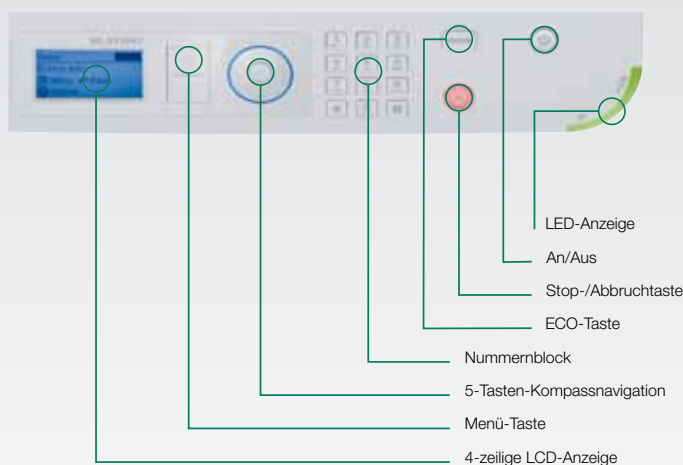 LED-Anzeige
An/Aus
Stop-/Abbruchtaste
ECO-Taste
Nummernblock
5-Tasten-Kompassnavigation
Menü-Taste
4-zeilige LCD-Anzeige